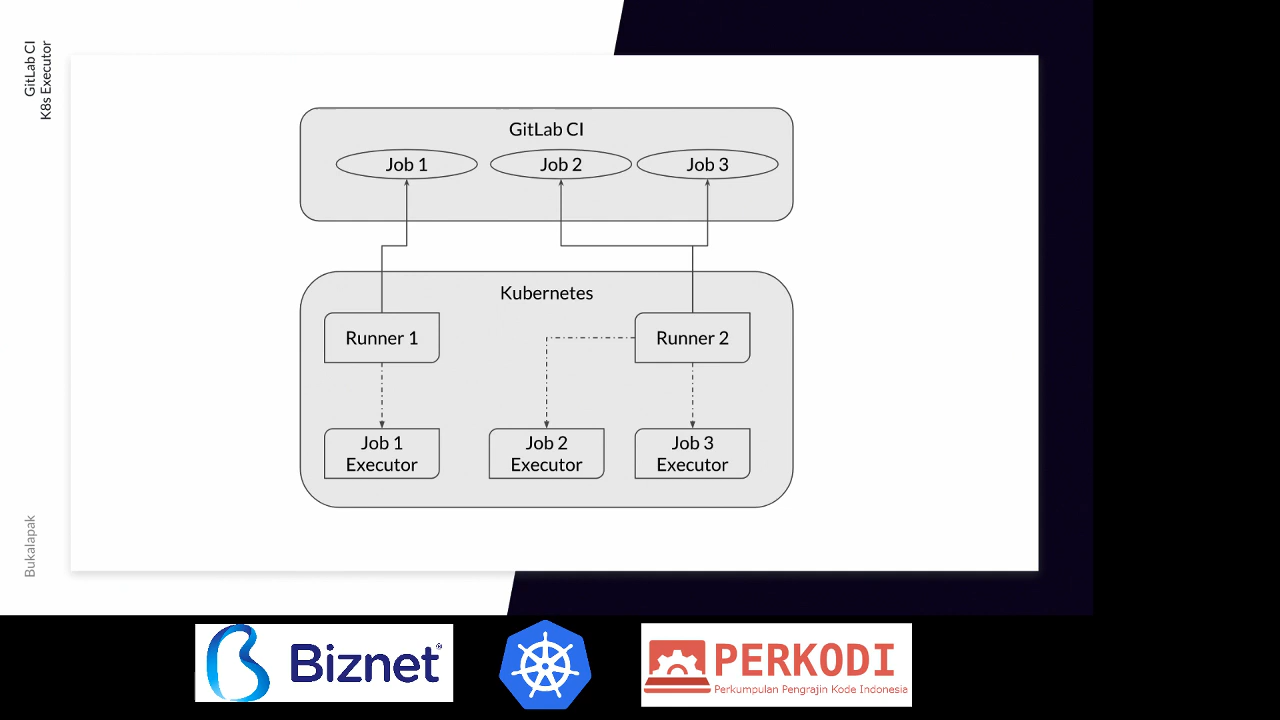 GitLab CI
K8s Executor
GitLab CI
Job 1
Job 2
Job 3
Kubernetes
Runner 1
Runner 2
Job 1
Executor
Job 2
Executor
Job 3
Executor
Bukalapak
Biznet®
PERKODI
Perkumpulan Pengrajin Kode Indonesia